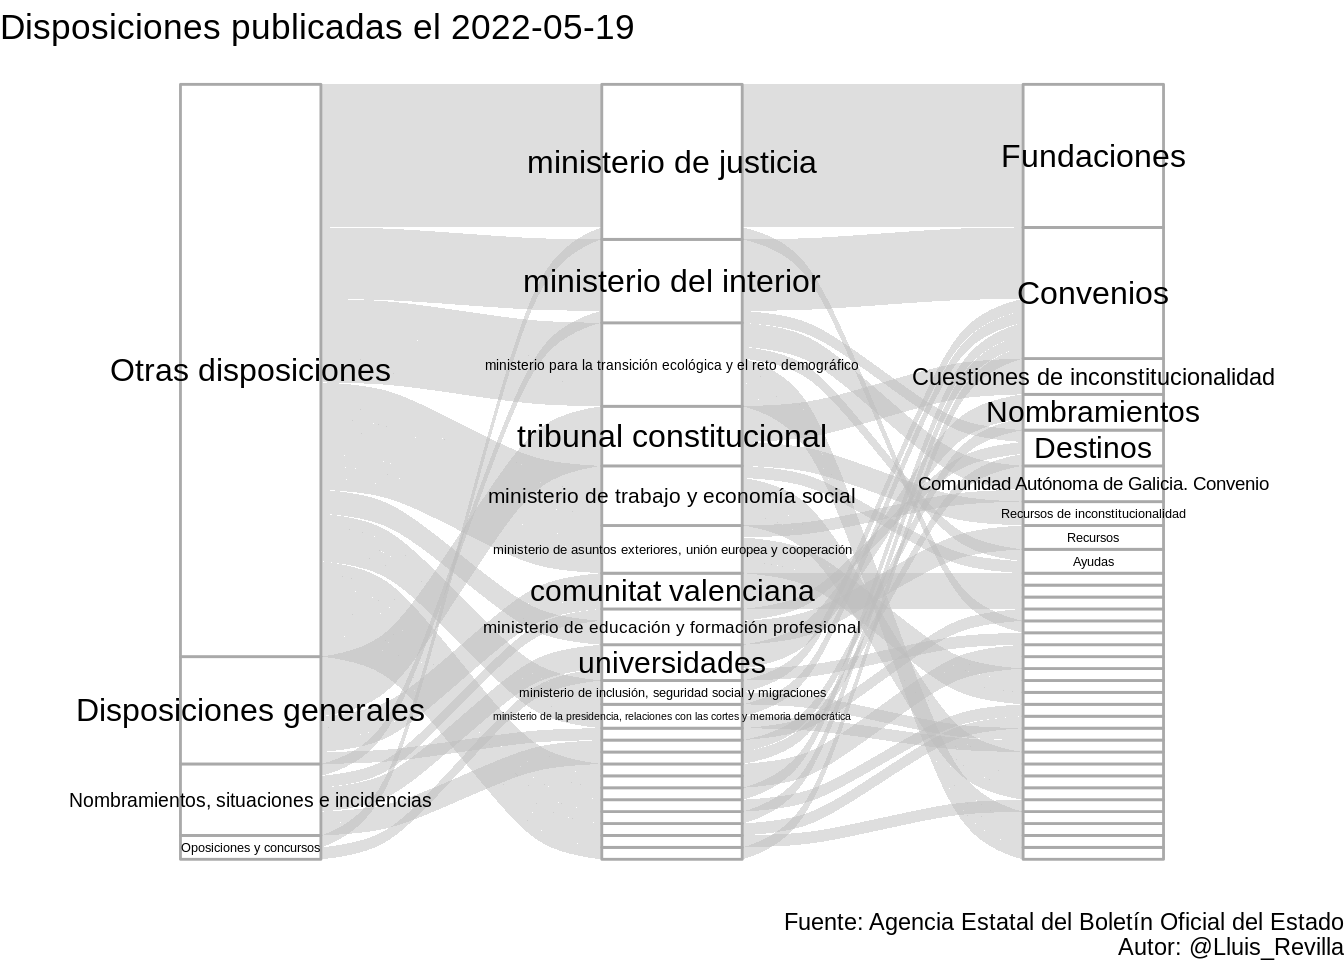 Disposiciones publicadas el 2022-05-19
Otras disposiciones
Disposiciones generales
Nombramientos, situaciones e incidencias
Oposiciones y concursos
ministerio de justicia
ministerio del interior
ministerio para la transición ecológica y el reto demográfico
tribunal constitucional
ministerio de trabajo y economía social
ministerio de asuntos exteriores, unión europea y cooperación
comunitat valenciana
ministerio de educación y formación profesional
universidades
ministerio de inclusión, seguridad social y migraciones
ministerio de la presidencia, relaciones con las cortes y memoria democrática
Fundaciones
Convenios
Cuestiones de inconstitucionalidad
Nombramientos
Destinos
Comunidad Autónoma de Galicia. Convenio
Recursos de inconstitucionalidad
Recursos
Ayudas
Fuente: Agencia Estatal del Boletín Oficial del Estado
Autor: @Lluis_Revilla